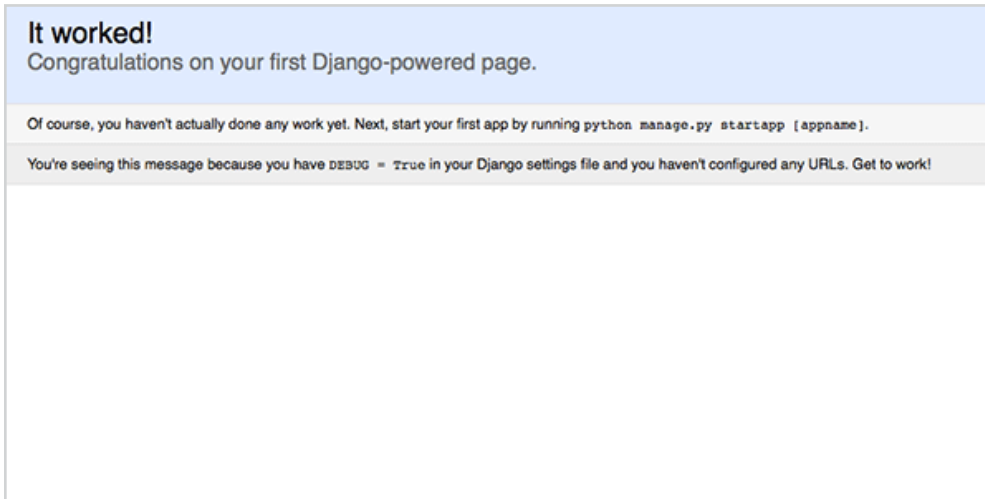 It worked!
Congratulations on your first Django-powered page.
Of course, you haven't actually done any work yet. Next, start your first app by running python manage.py startapp [appname].
You're seeing this message because you have DEBUG = True in your Django settings file and you haven't configured any URLs. Get to work!